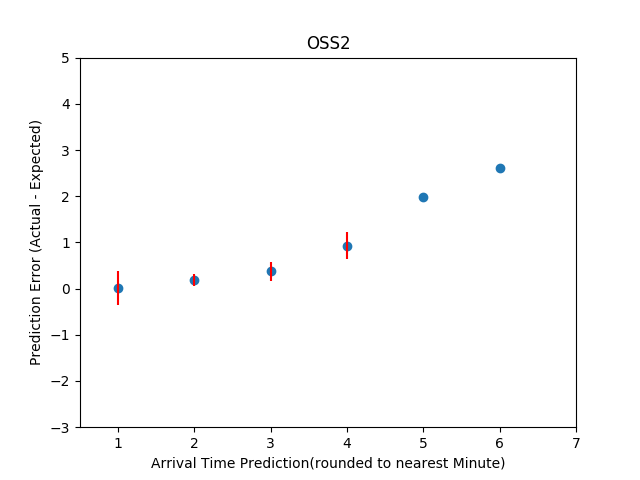 OSS2
Prediction Error (Actual - Expected)
5
4
3
2
1
0
−1
−2
−3
1 2 3 4 5 6 7
Arrival Time Prediction(rounded to nearest Minute)